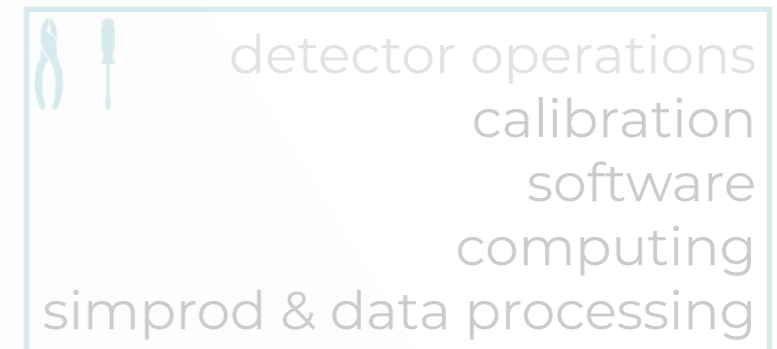 detector operations
calibration
software
computing
simprod & data processing